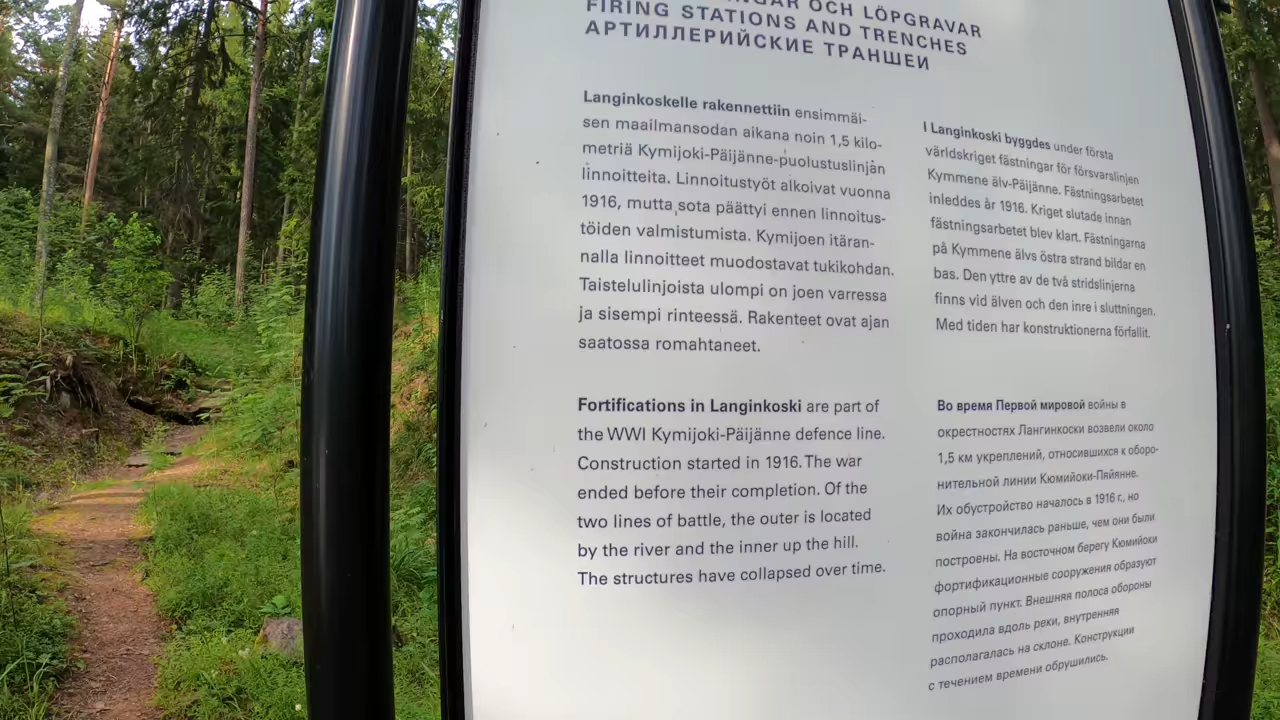 OCH LÖPGRAVAR
FIRING STATIONS AND TRENCHES
АРТИЛЛЕРИЙСКИЕ ТРАНШЕИ
Langinkoskelle rakennettiin ensimmäi-
sen maailmansodan aikana noin 1,5 kilo-
metriä Kymijoki-Päijänne-puolustuslinjan
linnoitteita. Linnoitustyöt alkoivat vuonna
1916, mutta sota päättyi ennen linnoitus-
töiden valmistumista. Kymijoen itäran-
nalla linnoitteet muodostavat tukikohdan.
Taistelulinjoista ulompi on joen varressa
ja sisempi rinteessä. Rakenteet ovat ajan
saatossa romahtaneet.
I Langinkoski byggdes under första
världskriget fästningar för försvarslinjen
Kymmene älv-Päijänne. Fästningsarbetet
inleddes år 1916. Kriget slutade innan
fästningsarbetet blev klart. Fästningarna
på Kymmene älvs östra strand bildar en
bas. Den yttre av de två stridslinjerna
finns vid älven och den inre i sluttningen.
Med tiden har konstruktionerna förfallit.
Fortifications in Langinkoski are part of
the WWI Kymijoki-Päijänne defence line.
Construction started in 1916. The war
ended before their completion. Of the
two lines of battle, the outer is located
by the river and the inner up the hill.
The structures have collapsed over time.
Во время Первой мировой войны в
окрестностях Лангинкоски возвели около
1,5 км укреплений, относившихся к оборо-
нительной линии Кюмийоки-Пяйянне.
Их обустройство началось в 1916 г., но
война закончилась раньше, чем они были
построены. На восточном берегу Кюмийоки
фортификационные сооружения образуют
опорный пункт. Внешняя полоса обороны
проходила вдоль реки, внутренняя
располагалась на склоне. Конструкции
с течением времени обрушились.